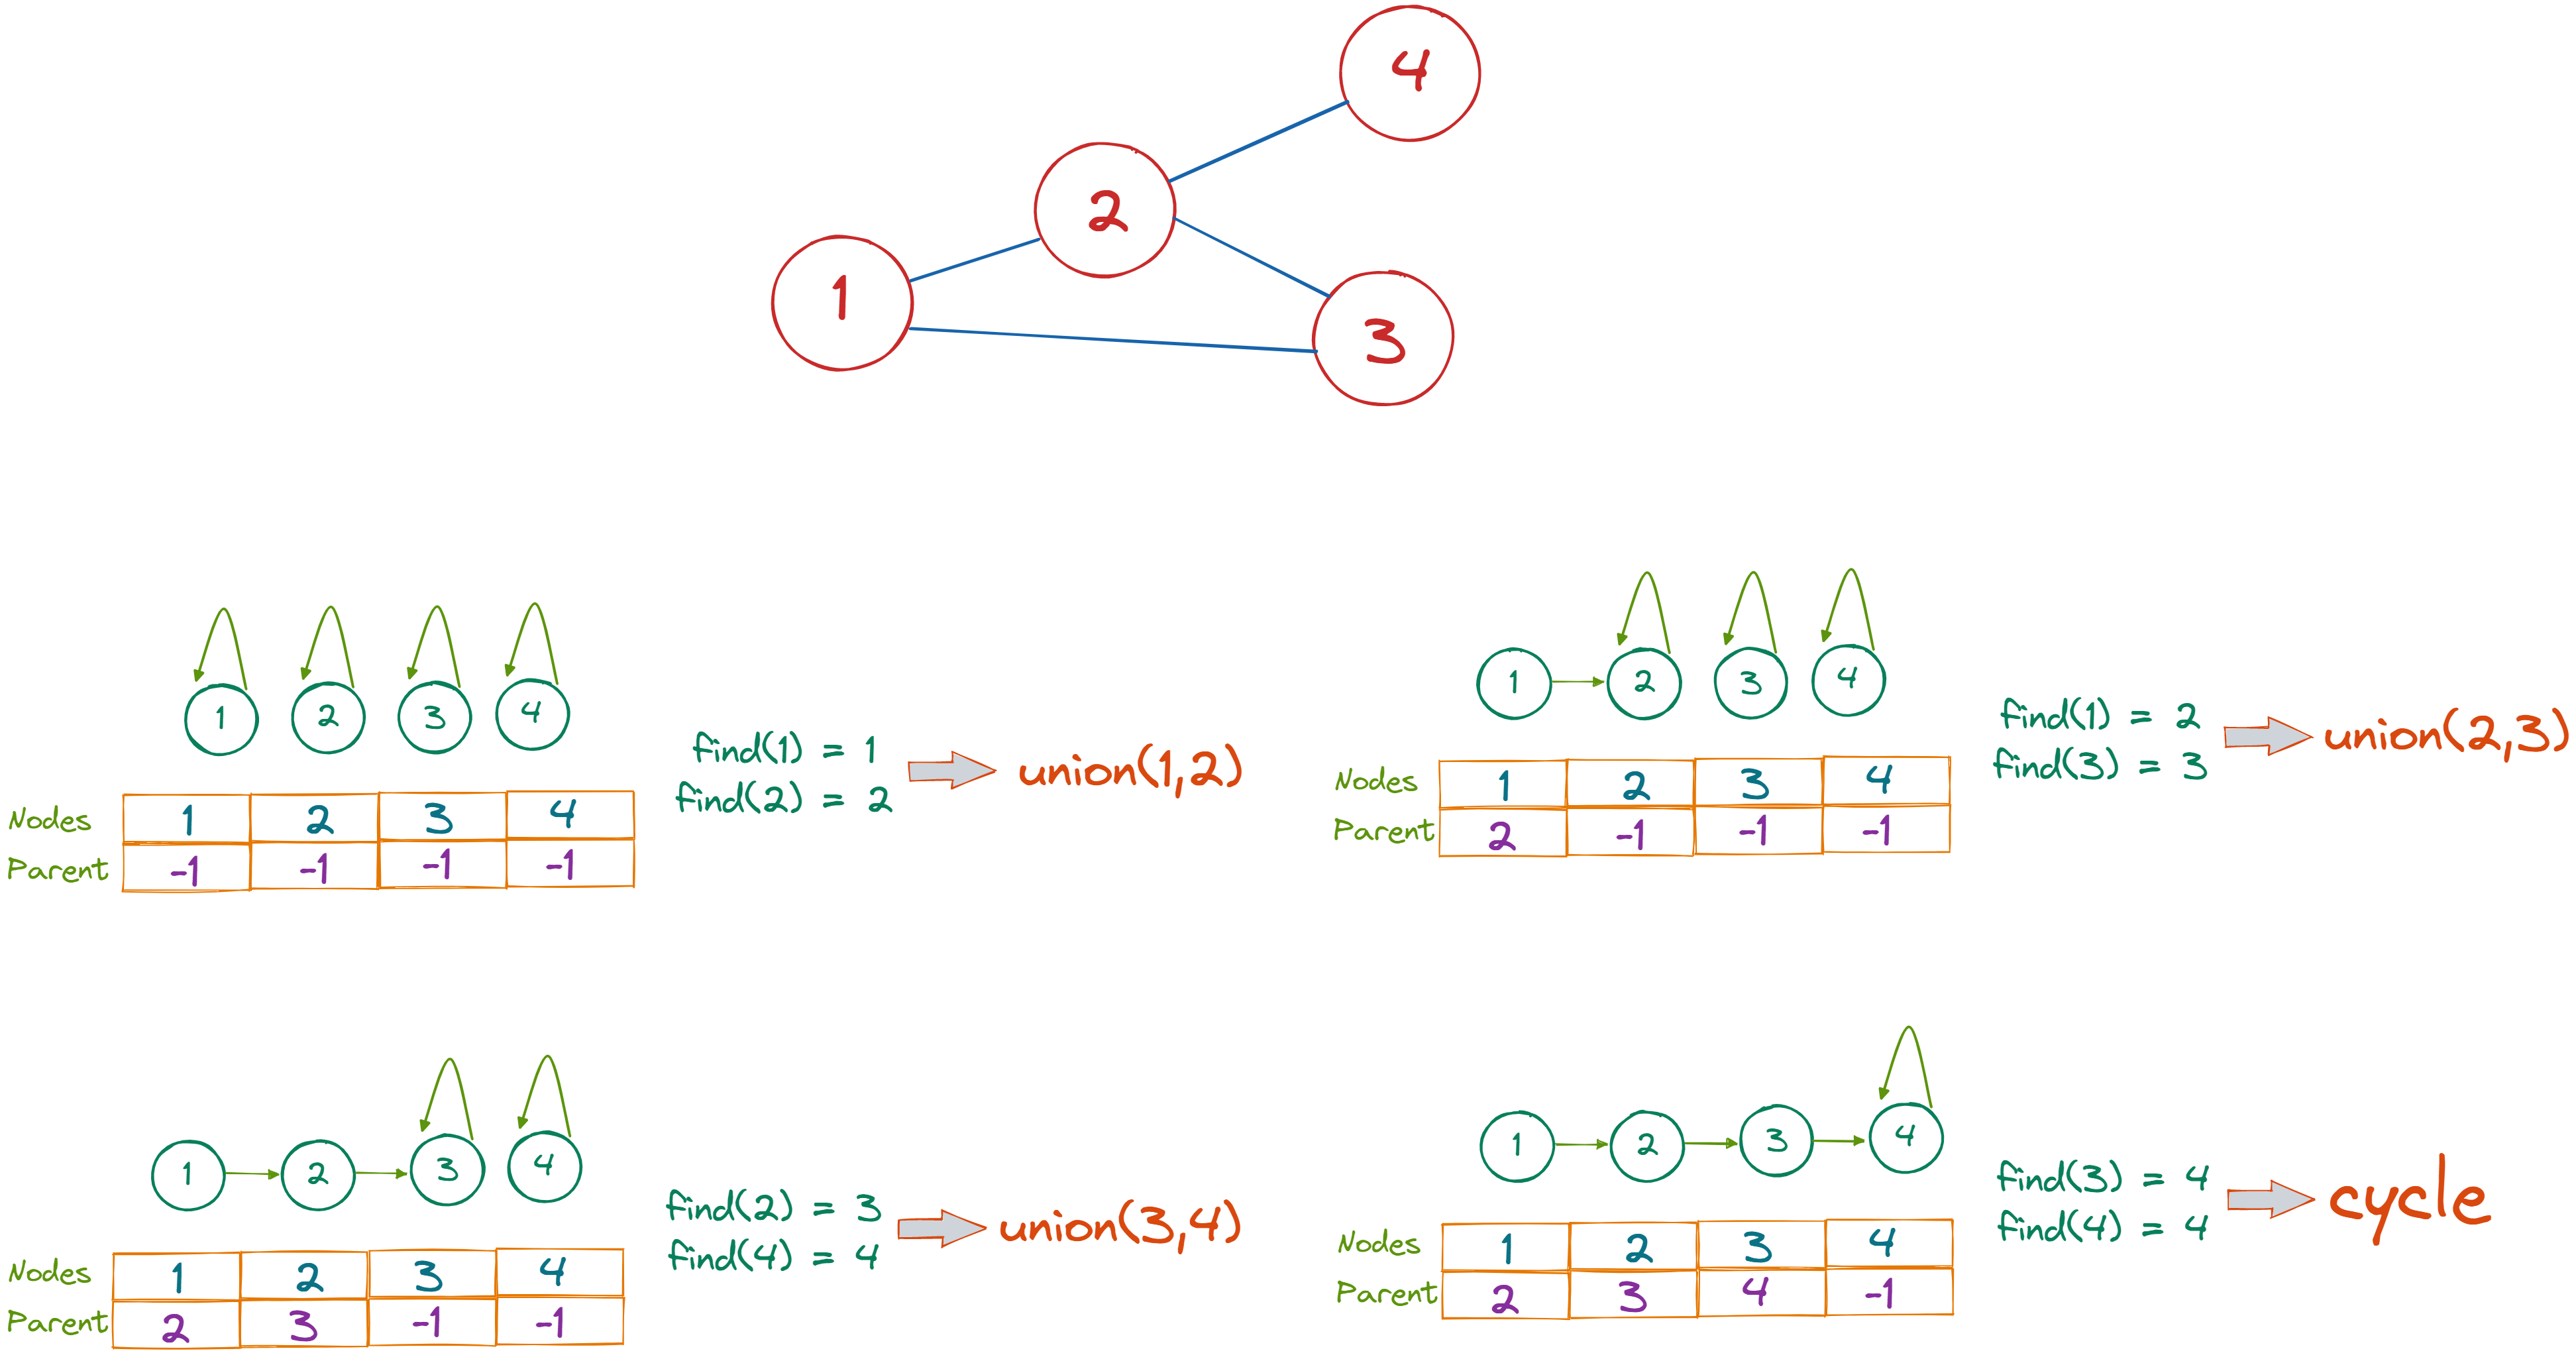 4
2
1
3
1 2 3 4
find(1) = 1
find(2) = 2
union(1,2)
Nodes 1 2 3 4
Parent -1 -1 -1 -1
1 2 3 4
find(1) = 2
find(3) = 3
union(2,3)
Nodes 1 2 3 4
Parent 2 -1 -1 -1
1 2 3 4
find(2) = 3
find(4) = 4
union(3,4)
Nodes 1 2 3 4
Parent 2 3 -1 -1
1 2 3 4
find(3) = 4
find(4) = 4
cycle
Nodes 1 2 3 4
Parent 2 3 4 -1